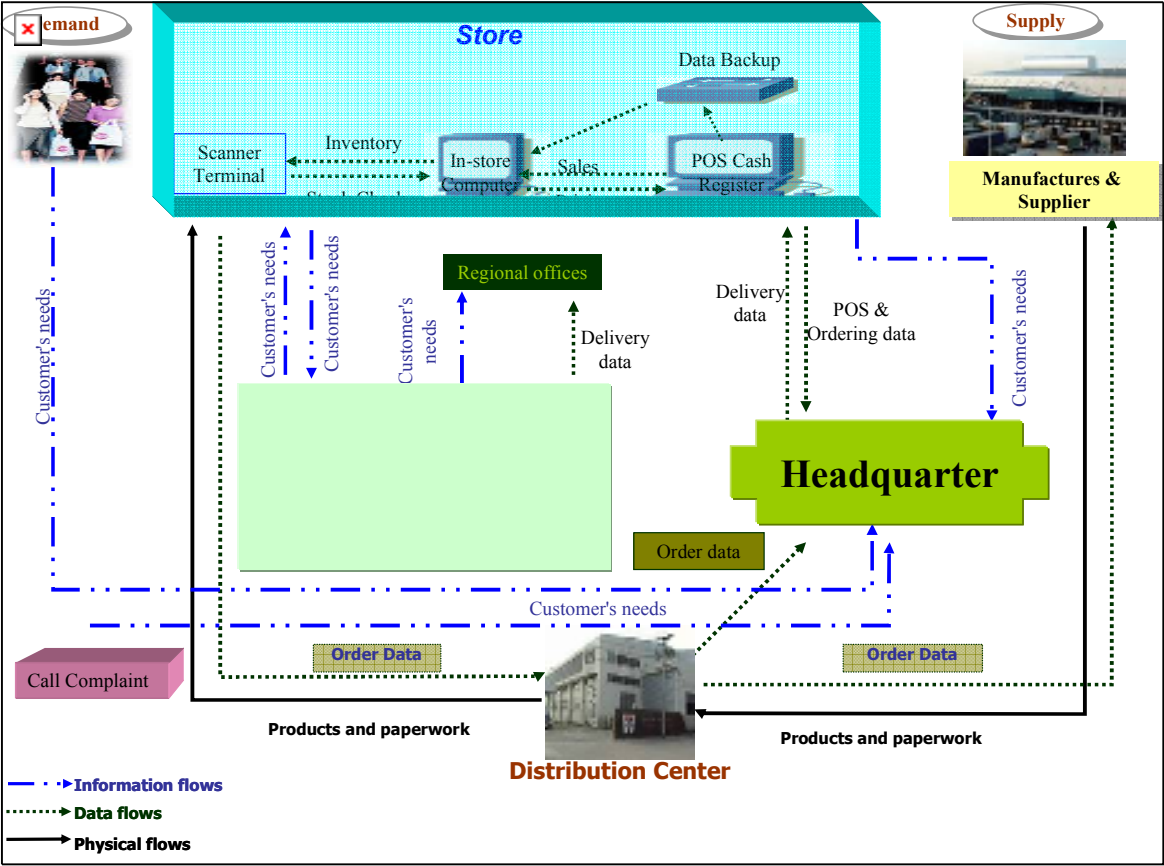 emand
Store
Supply
Data Backup
Inventory
Scanner
Terminal
In-store
Computer
Sales
POS Cash
Register
Manufactures &
Supplier
Customer's needs
Customer's needs
Customer's needs
Customer's
needs
Regional offices
Delivery
data
Delivery
data
POS &
Ordering data
Customer's needs
Headquarter
Order data
Customer's needs
Order Data
Order Data
Call Complaint
Products and paperwork
Products and paperwork
Distribution Center
Information flows
Data flows
Physical flows